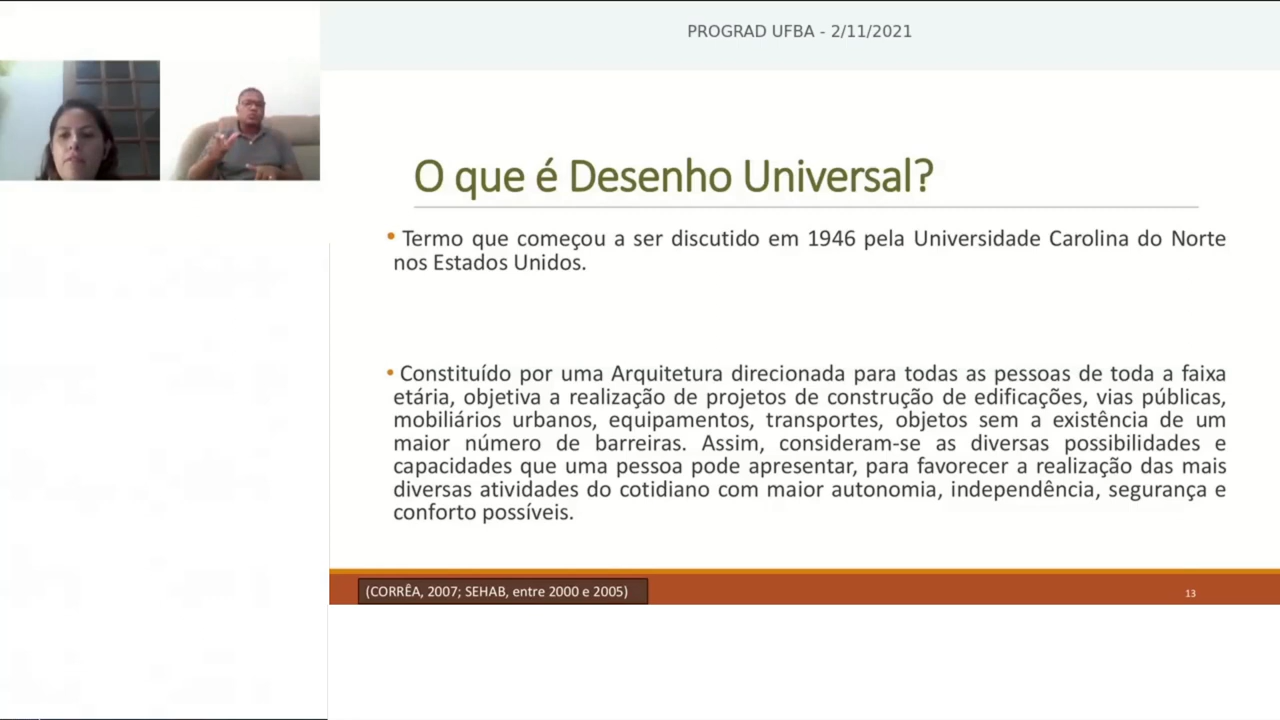 PROGRAD UFBA - 2/11/2021
O que é Desenho Universal?
• Termo que começou a ser discutido em 1946 pela Universidade Carolina do Norte
nos Estados Unidos.
• Constituído por uma Arquitetura direcionada para todas as pessoas de toda a faixa
etária, objetiva a realização de projetos de construção de edificações, vias públicas,
mobiliários urbanos, equipamentos, transportes, objetos sem a existência de um
maior número de barreiras. Assim, consideram-se as diversas possibilidades e
capacidades que uma pessoa pode apresentar, para favorecer a realização das mais
diversas atividades do cotidiano com maior autonomia, independência, segurança e
conforto possíveis.
(CORRÊA, 2007; SEHAB, entre 2000 e 2005)
13